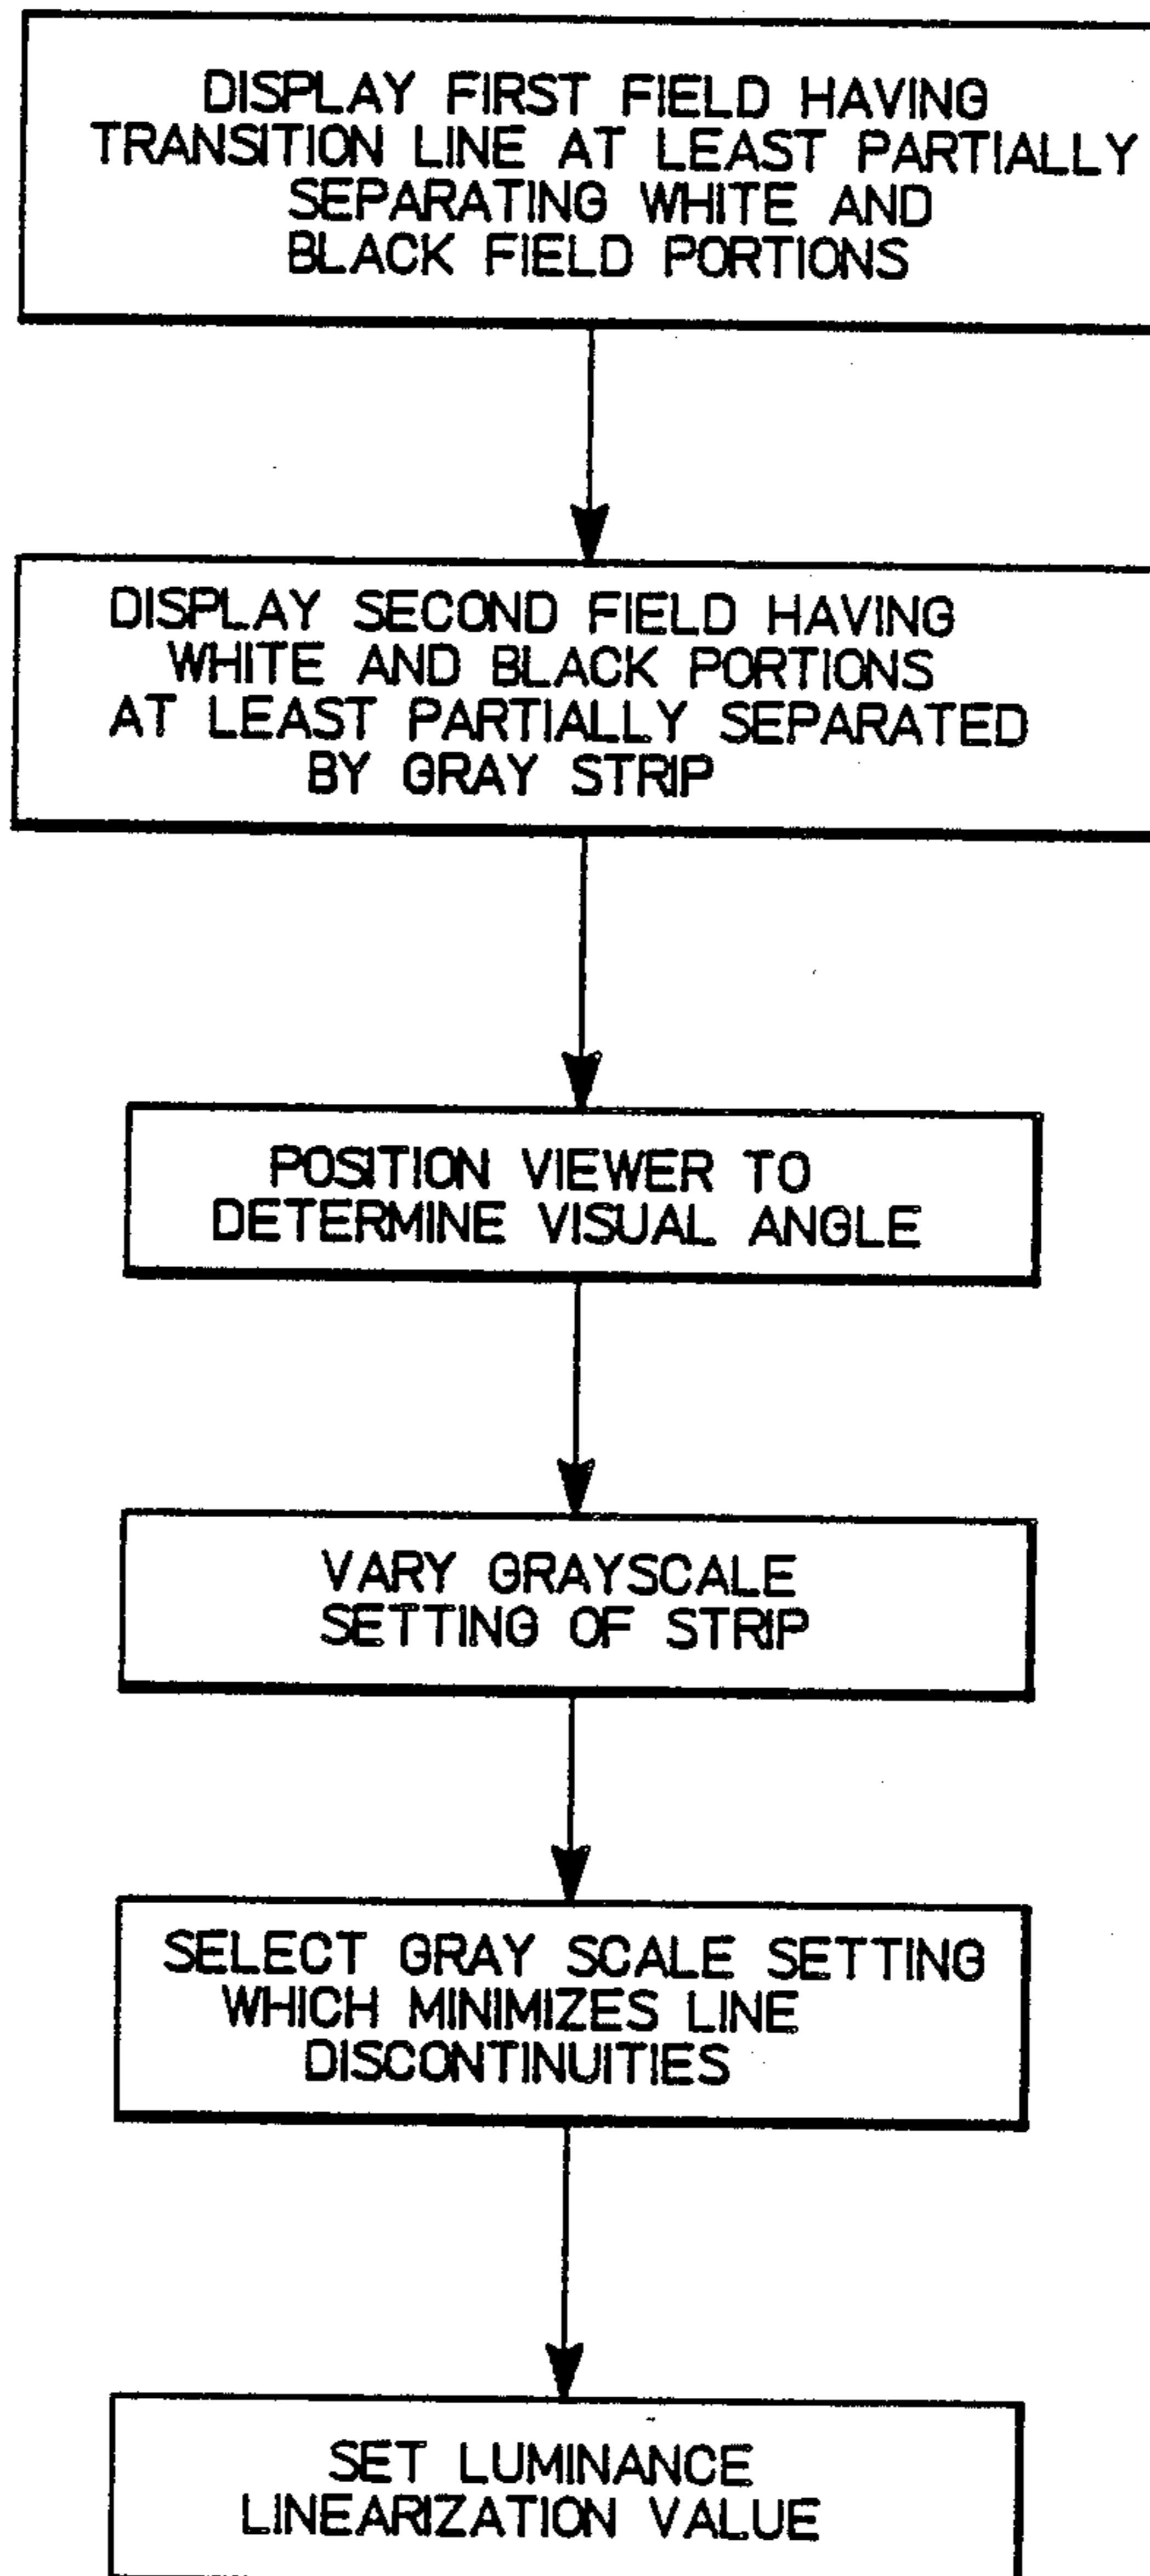 DISPLAY FIRST FIELD HAVING
TRANSITION LINE AT LEAST PARTIALLY
SEPARATING WHITE AND
BLACK FIELD PORTIONS
DISPLAY SECOND FIELD HAVING
WHITE AND BLACK PORTIONS
AT LEAST PARTIALLY SEPARATED
BY GRAY STRIP
POSITION VIEWER TO
DETERMINE VISUAL ANGLE
VARY GRAYSCALE
SETTING OF STRIP
SELECT GRAY SCALE SETTING
WHICH MINIMIZES LINE
DISCONTINUITIES
SET LUMINANCE
LINEARIZATION VALUE